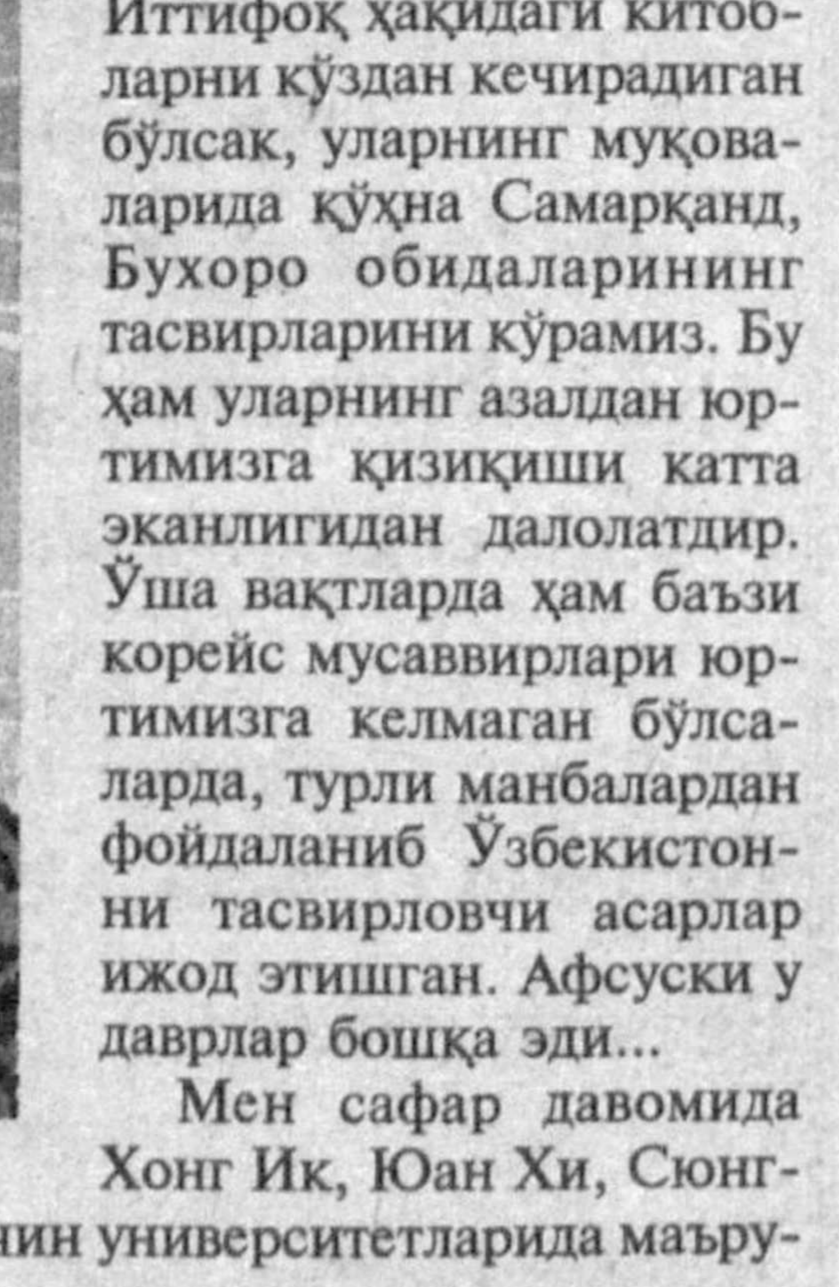 Иттифоқ ҳақидаги китоб-
ларни кўздан кечирадиган
бўлсак, уларнинг муқова-
ларида қўҳна Самарқанд,
Бухоро обидаларининг
тасвирларини кўрамиз. Бу
ҳам уларнинг азалдан юр-
тимизга қизиқиши катта
эканлигидан далолатдир.
Ўша вақтларда ҳам баъзи
корейс мусаввирлари юр-
тимизга келмаган бўлса-
ларда, турли манбалардан
фойдаланиб Ўзбекистон-
ни тасвирловчи асарлар
ижод этишган. Афсуски у
даврлар бошқа эди...
Мен сафар давомида
Хонг Ик, Юан Хи, Сюнг-
университетларида маъру-